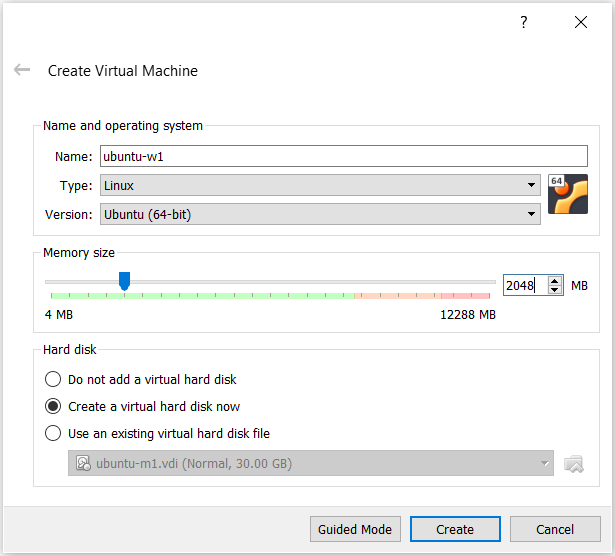 ?
Create Virtual Machine
Name and operating system
Name: ubuntu-w1
Type: Linux
64
Version: Ubuntu (64-bit)
Memory size
2048 MB
4 MB 12288 MB
Hard disk
Do not add a virtual hard disk
Create a virtual hard disk now
Use an existing virtual hard disk file
ubuntu-m1.vdi (Normal, 30.00 GB)
Guided Mode Create Cancel